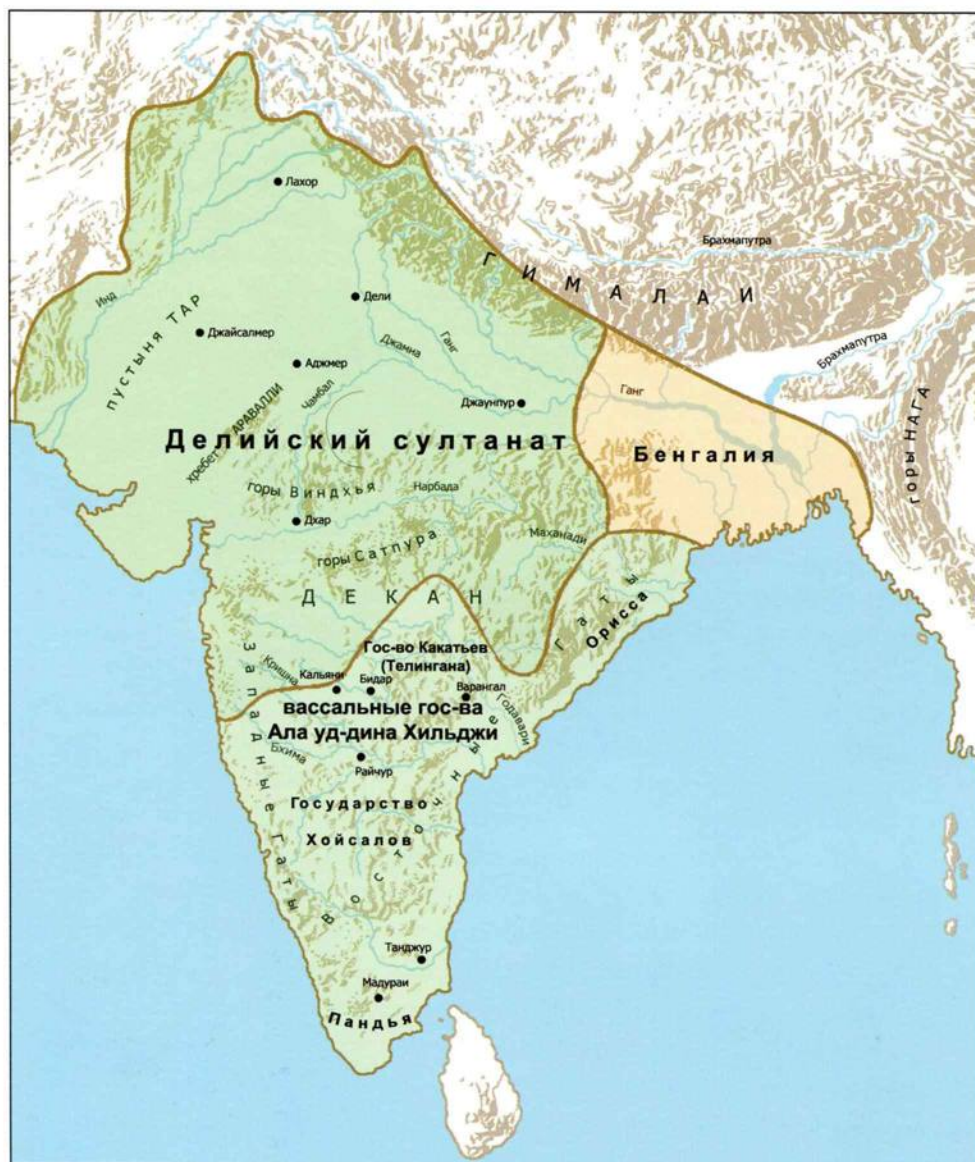 Лахор
Брахмапутра
ГИМАЛАИ
Инд
Дели
пустыня ТАР
Джайсалмер
Джамна
Ганг
Брахмапутра
Аджмер
Чамбал
Ганг
хребет АРАВАЛЛИ
Джаунпур
горы НАГА
Делийский султанат
Бенгалия
горы Виндхья
Нарбада
Дхар
Маханади
горы Сатпура
ДЕКАН
Орисса
Гос-во Какатьев
(Телингана)
Кришна
Кальяни
Бидар
Варангал
Годавари
вассальные гос-ва
Ала уд-дина Хильджи
Бхима
Райчур
Западные Гаты
Государство
Хойсалов
Восточные Гаты
Танджур
Мадураи
Пандья